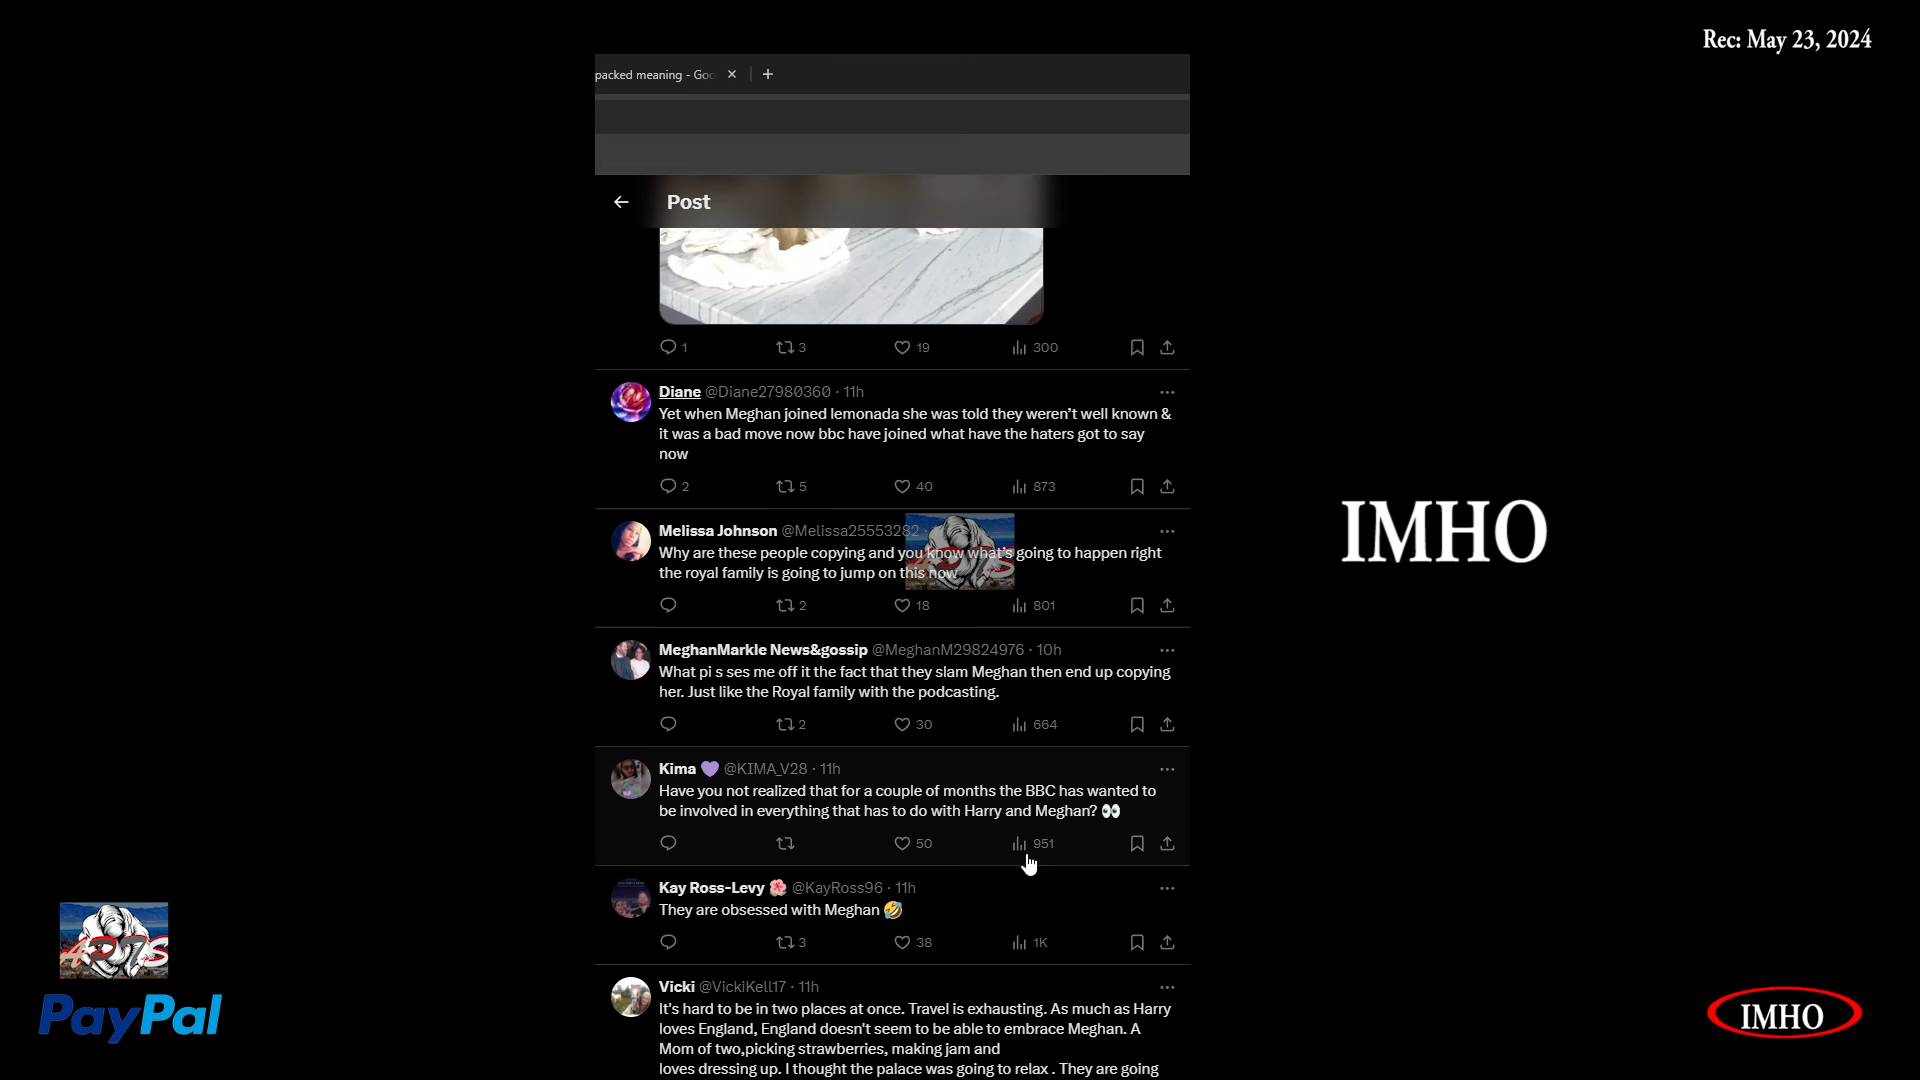 Rec: May 23, 2024
packed meaning - Goo
Post
1 3 19 300
Diane @Diane27980360 · 11h
Yet when Meghan joined lemonada she was told they weren't well known &
it was a bad move now bbc have joined what have the haters got to say
now
2 5 40 873
Melissa Johnson @Melissa25553282 ·
Why are these people copying and you know what's going to happen right
the royal family is going to jump on this now
2 18 801
MeghanMarkle News&gossip @MeghanM29824976 · 10h
What pi s ses me off it the fact that they slam Meghan then end up copying
her. Just like the Royal family with the podcasting.
2 30 664
Kima 💜 @KIMA_V28 · 11h
Have you not realized that for a couple of months the BBC has wanted to
be involved in everything that has to do with Harry and Meghan? 👀
50 951
Kay Ross-Levy 🌺 @KayRoss96 · 11h
They are obsessed with Meghan 🤣
3 38 1K
Vicki @VickiKell17 · 11h
It's hard to be in two places at once. Travel is exhausting. As much as Harry
loves England, England doesn't seem to be able to embrace Meghan. A
Mom of two,picking strawberries, making jam and
loves dressing up. I thought the palace was going to relax . They are going
IMHO
PayPal
IMHO